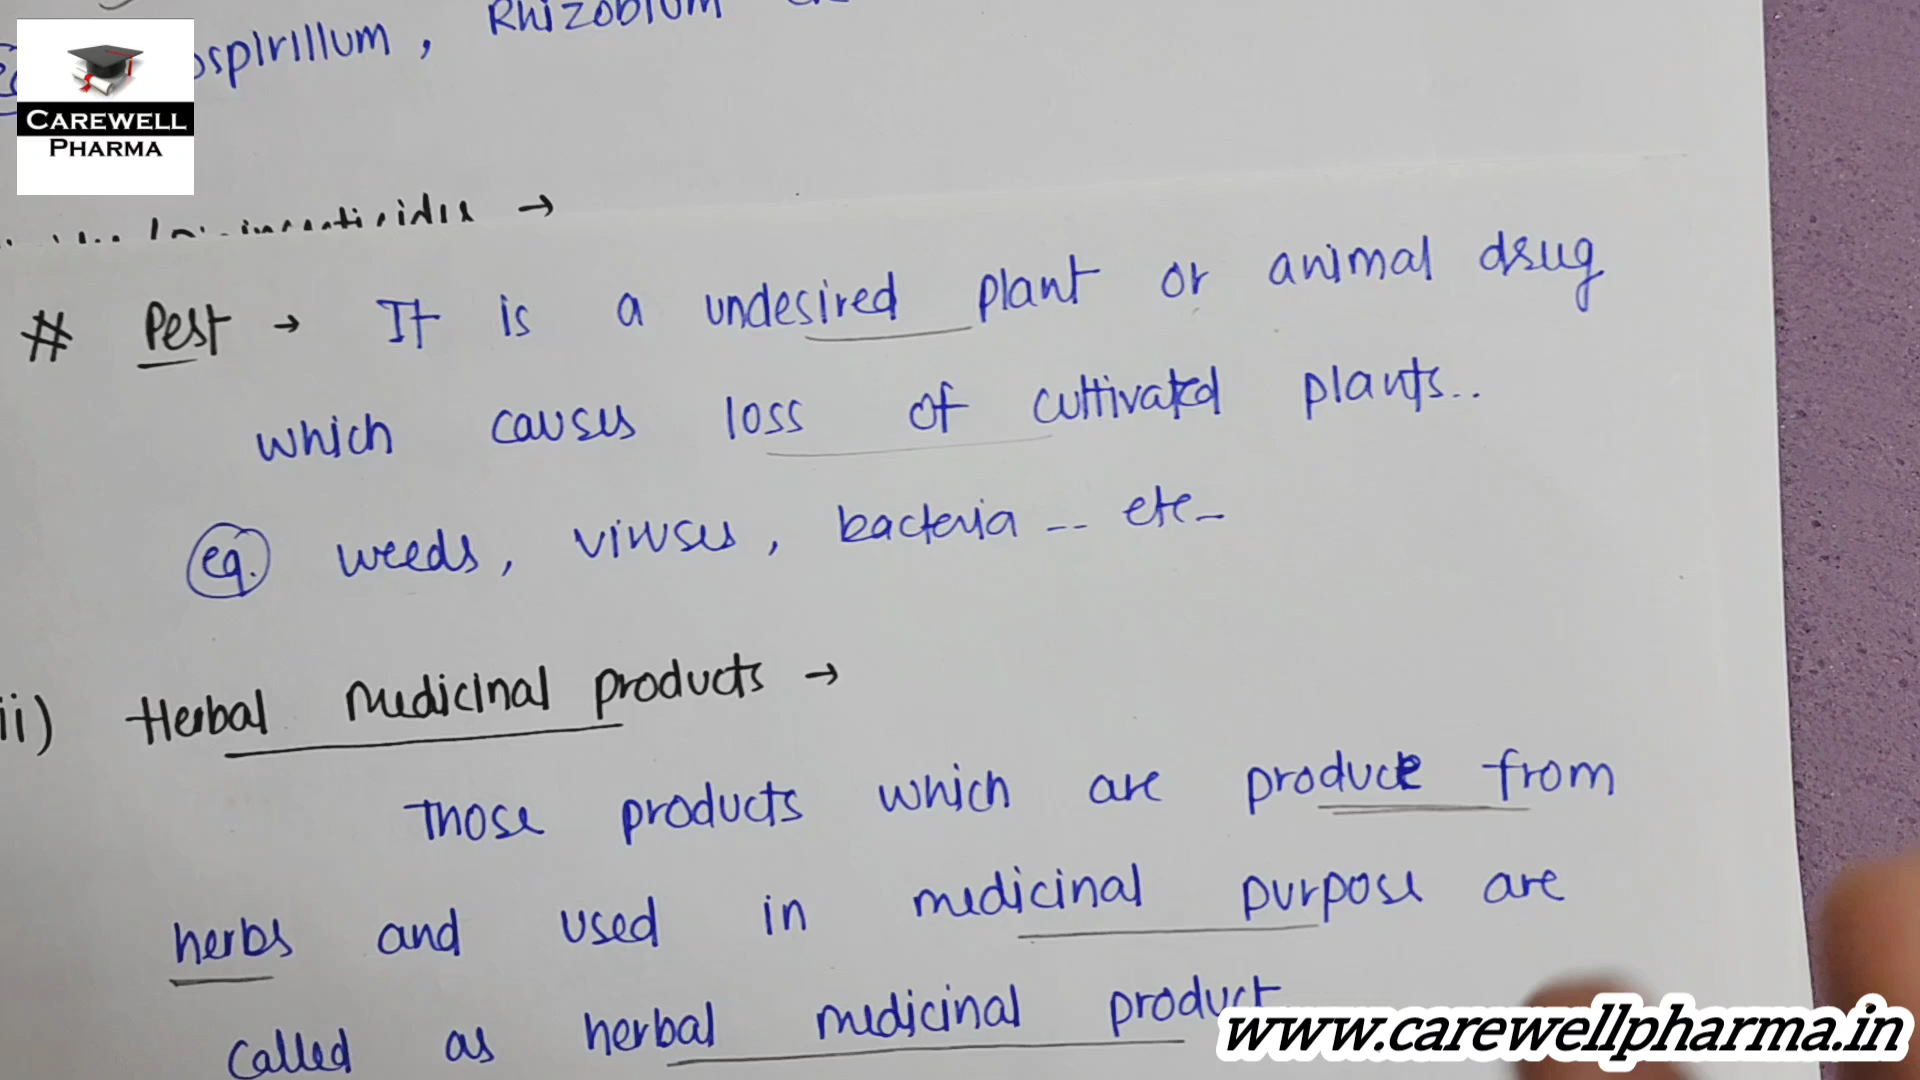 Rhizobium
ospirillum,
CAREWELL
PHARMA
# Pest → It is a undesired plant or animal drug
which causes loss of cultivated plants..
eg. weeds, viruses, bacteria -- etc-
ii) Herbal medicinal products →
Those products which are produce from
herbs and used in medicinal purpose are
called as herbal medicinal product
www.carewellpharma.in